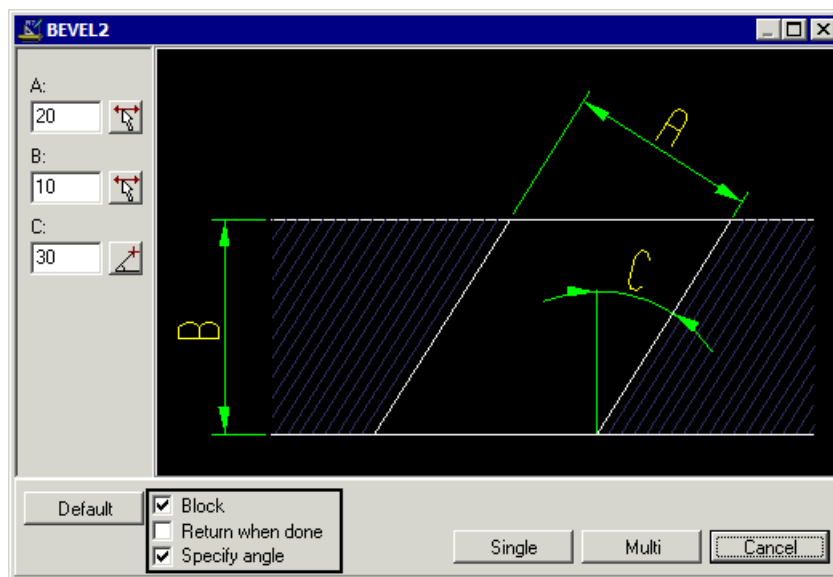 BEVEL2
A:
20
B:
10
C:
30
A
C
B
Default
Block
Return when done
Specify angle
Single
Multi
Cancel